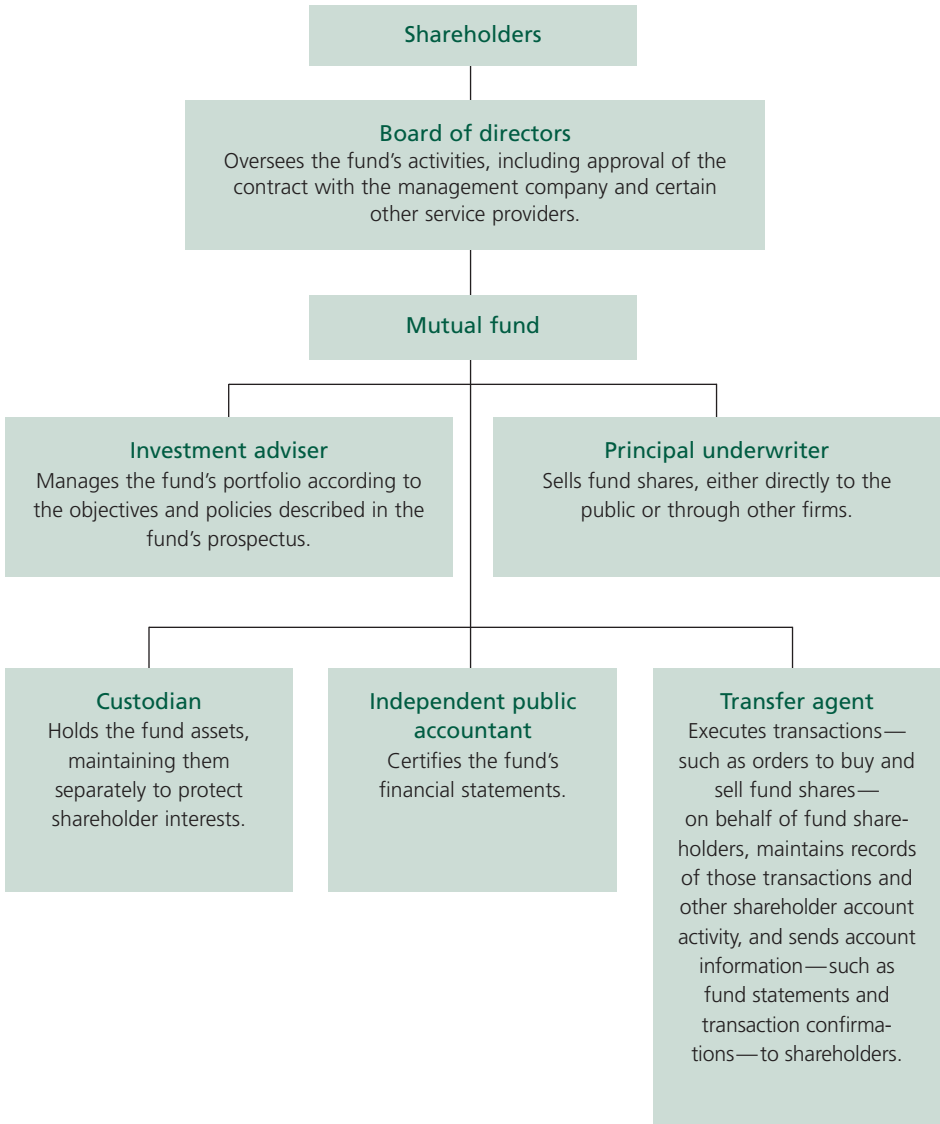 Shareholders
Board of directors
Oversees the fund’s activities, including approval of the
contract with the management company and certain
other service providers.
Mutual fund
Investment adviser
Manages the fund’s portfolio according to
the objectives and policies described in the
fund’s prospectus.
Principal underwriter
Sells fund shares, either directly to the
public or through other firms.
Custodian
Holds the fund assets,
maintaining them
separately to protect
shareholder interests.
Independent public
accountant
Certifies the fund’s
financial statements.
Transfer agent
Executes transactions—
such as orders to buy and
sell fund shares—
on behalf of fund share-
holders, maintains records
of those transactions and
other shareholder account
activity, and sends account
information—such as
fund statements and
transaction confirma-
tions—to shareholders.